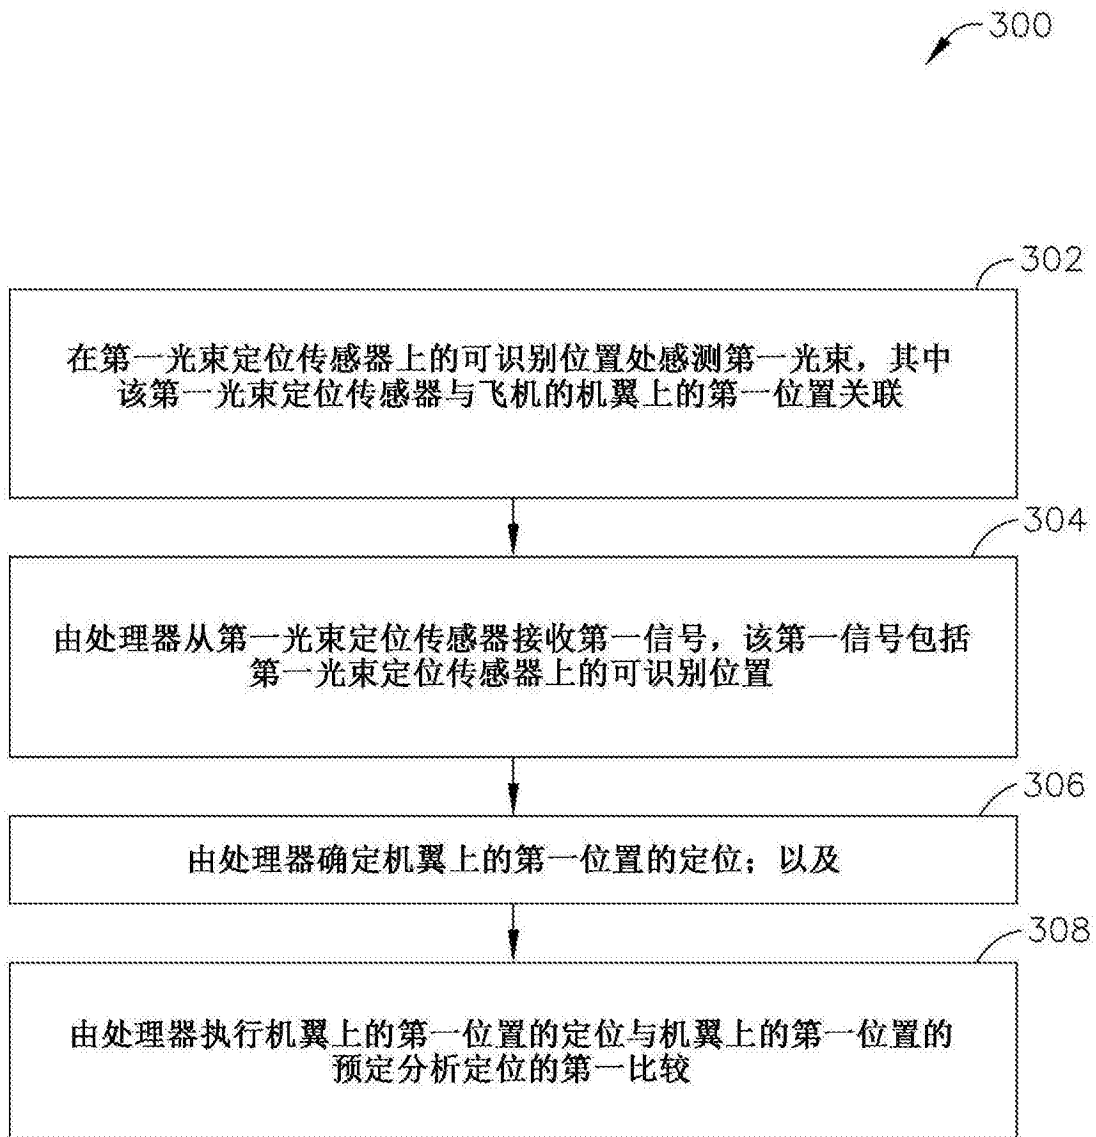 300
302
在第一光束定位传感器上的可识别位置处感测第一光束，其中
该第一光束定位传感器与飞机的机翼上的第一位置关联
304
由处理器从第一光束定位传感器接收第一信号，该第一信号包括
第一光束定位传感器上的可识别位置
306
由处理器确定机翼上的第一位置的定位；以及
308
由处理器执行机翼上的第一位置的定位与机翼上的第一位置的
预定分析定位的第一比较